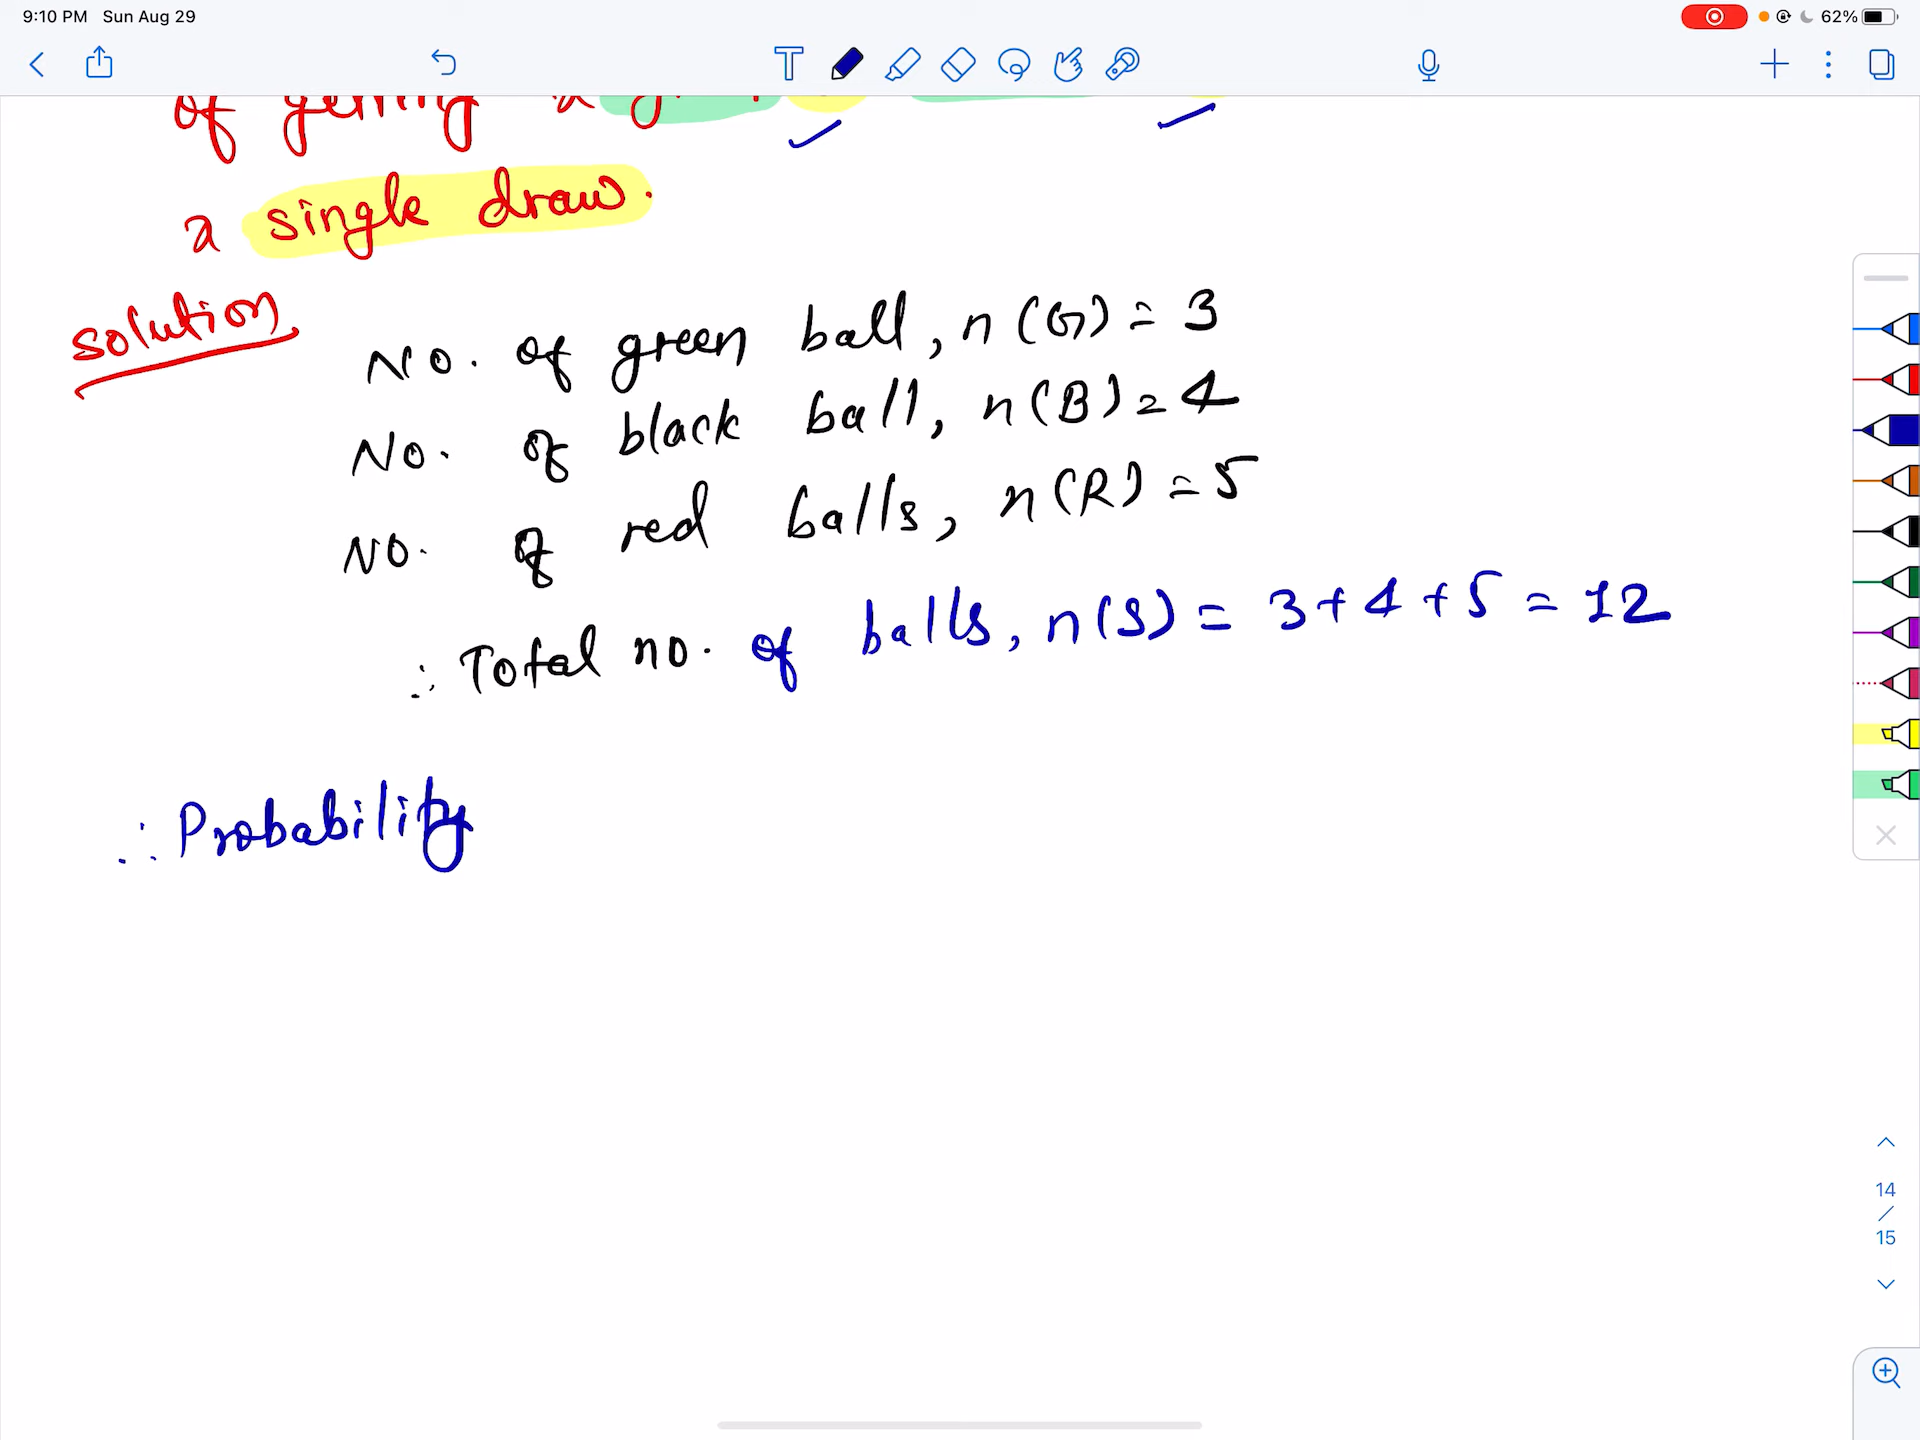 9:10 PM Sun Aug 29
62%
of getting a
a single draw.
solution
No. of green ball, n(G) = 3
No. of black ball, n(B) = 4
No. of red balls, n(R) = 5
∴ Total no. of balls, n(S) = 3 + 4 + 5 = 12
∴ Probability
14
/
15